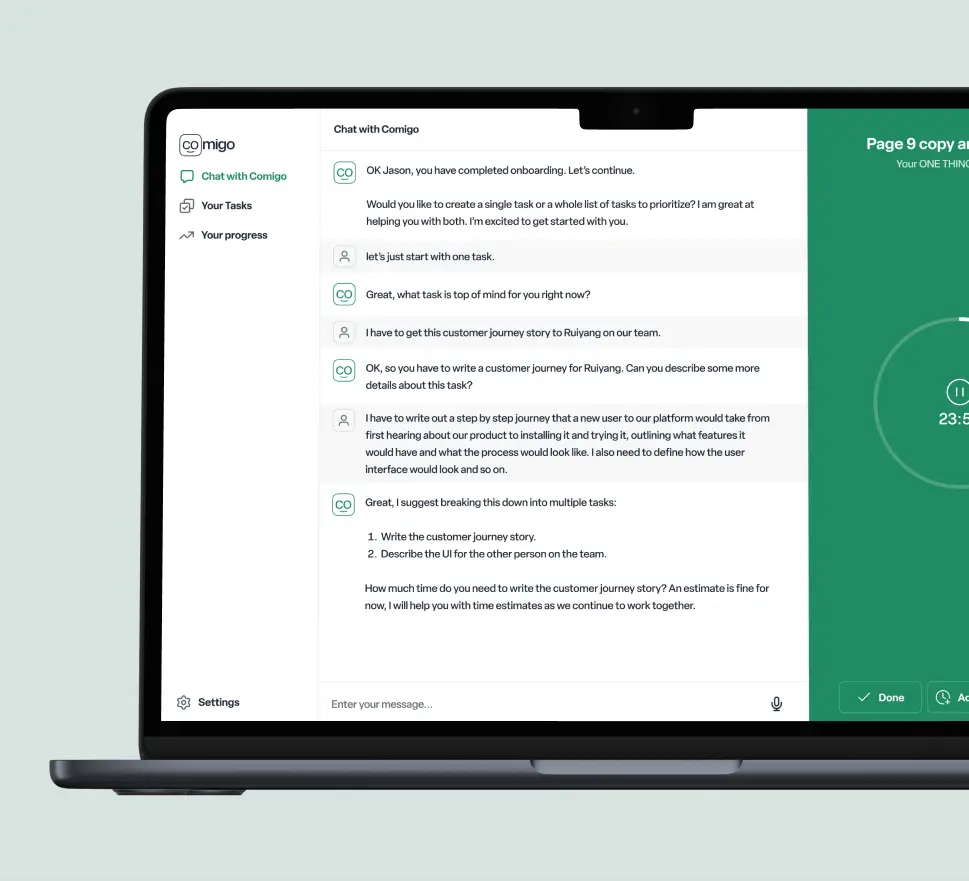 comigo
Chat with Comigo
Your Tasks
Your progress
Settings
Chat with Comigo
CO
OK Jason, you have completed onboarding. Let's continue.
Would you like to create a single task or a whole list of tasks to prioritize? I am great at
helping you with both. I'm excited to get started with you.
let's just start with one task.
CO
Great, what task is top of mind for you right now?
I have to get this customer journey story to Ruiyang on our team.
CO
OK, so you have to write a customer journey for Ruiyang. Can you describe some more
details about this task?
I have to write out a step by step journey that a new user to our platform would take from
first hearing about our product to installing it and trying it, outlining what features it
would have and what the process would look like. I also need to define how the user
interface would look and so on.
CO
Great, I suggest breaking this down into multiple tasks:
1. Write the customer journey story.
2. Describe the UI for the other person on the team.
How much time do you need to write the customer journey story? An estimate is fine for
now, I will help you with time estimates as we continue to work together.
Enter your message...
Page 9 copy
Your ONE THING
23:5
Done